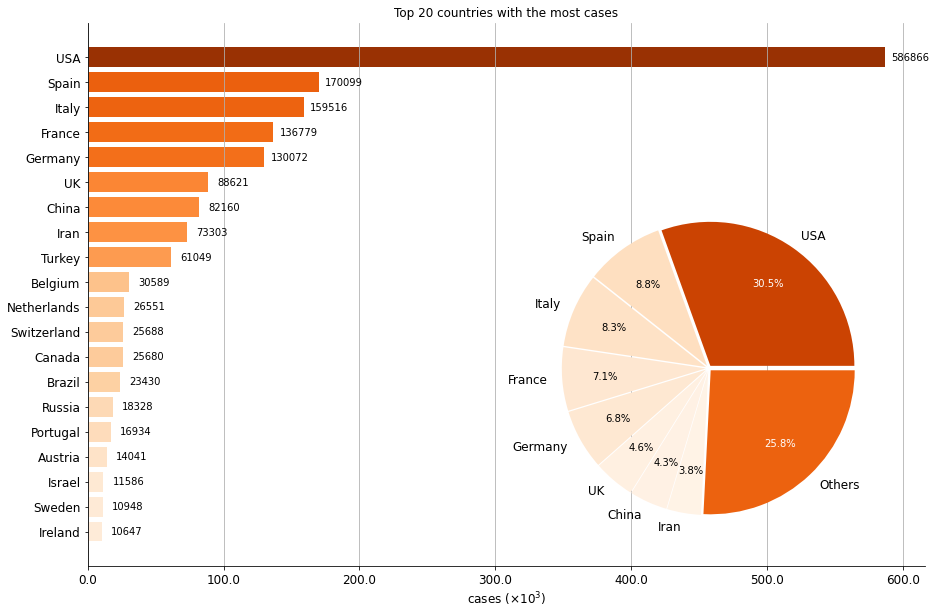 Top 20 countries with the most cases
USA 586866
Spain 170099
Italy 159516
France 136779
Germany 130072
UK 88621
China 82160
Iran 73303
Turkey 61049
Belgium 30589
Netherlands 26551
Switzerland 25688
Canada 25680
Brazil 23430
Russia 18328
Portugal 16934
Austria 14041
Israel 11586
Sweden 10948
Ireland 10647
0.0 100.0 200.0 300.0 400.0 500.0 600.0
cases (×10³)
USA 30.5%
Spain 8.8%
Italy 8.3%
France 7.1%
Germany 6.8%
UK 4.6%
China 4.3%
Iran 3.8%
Others 25.8%